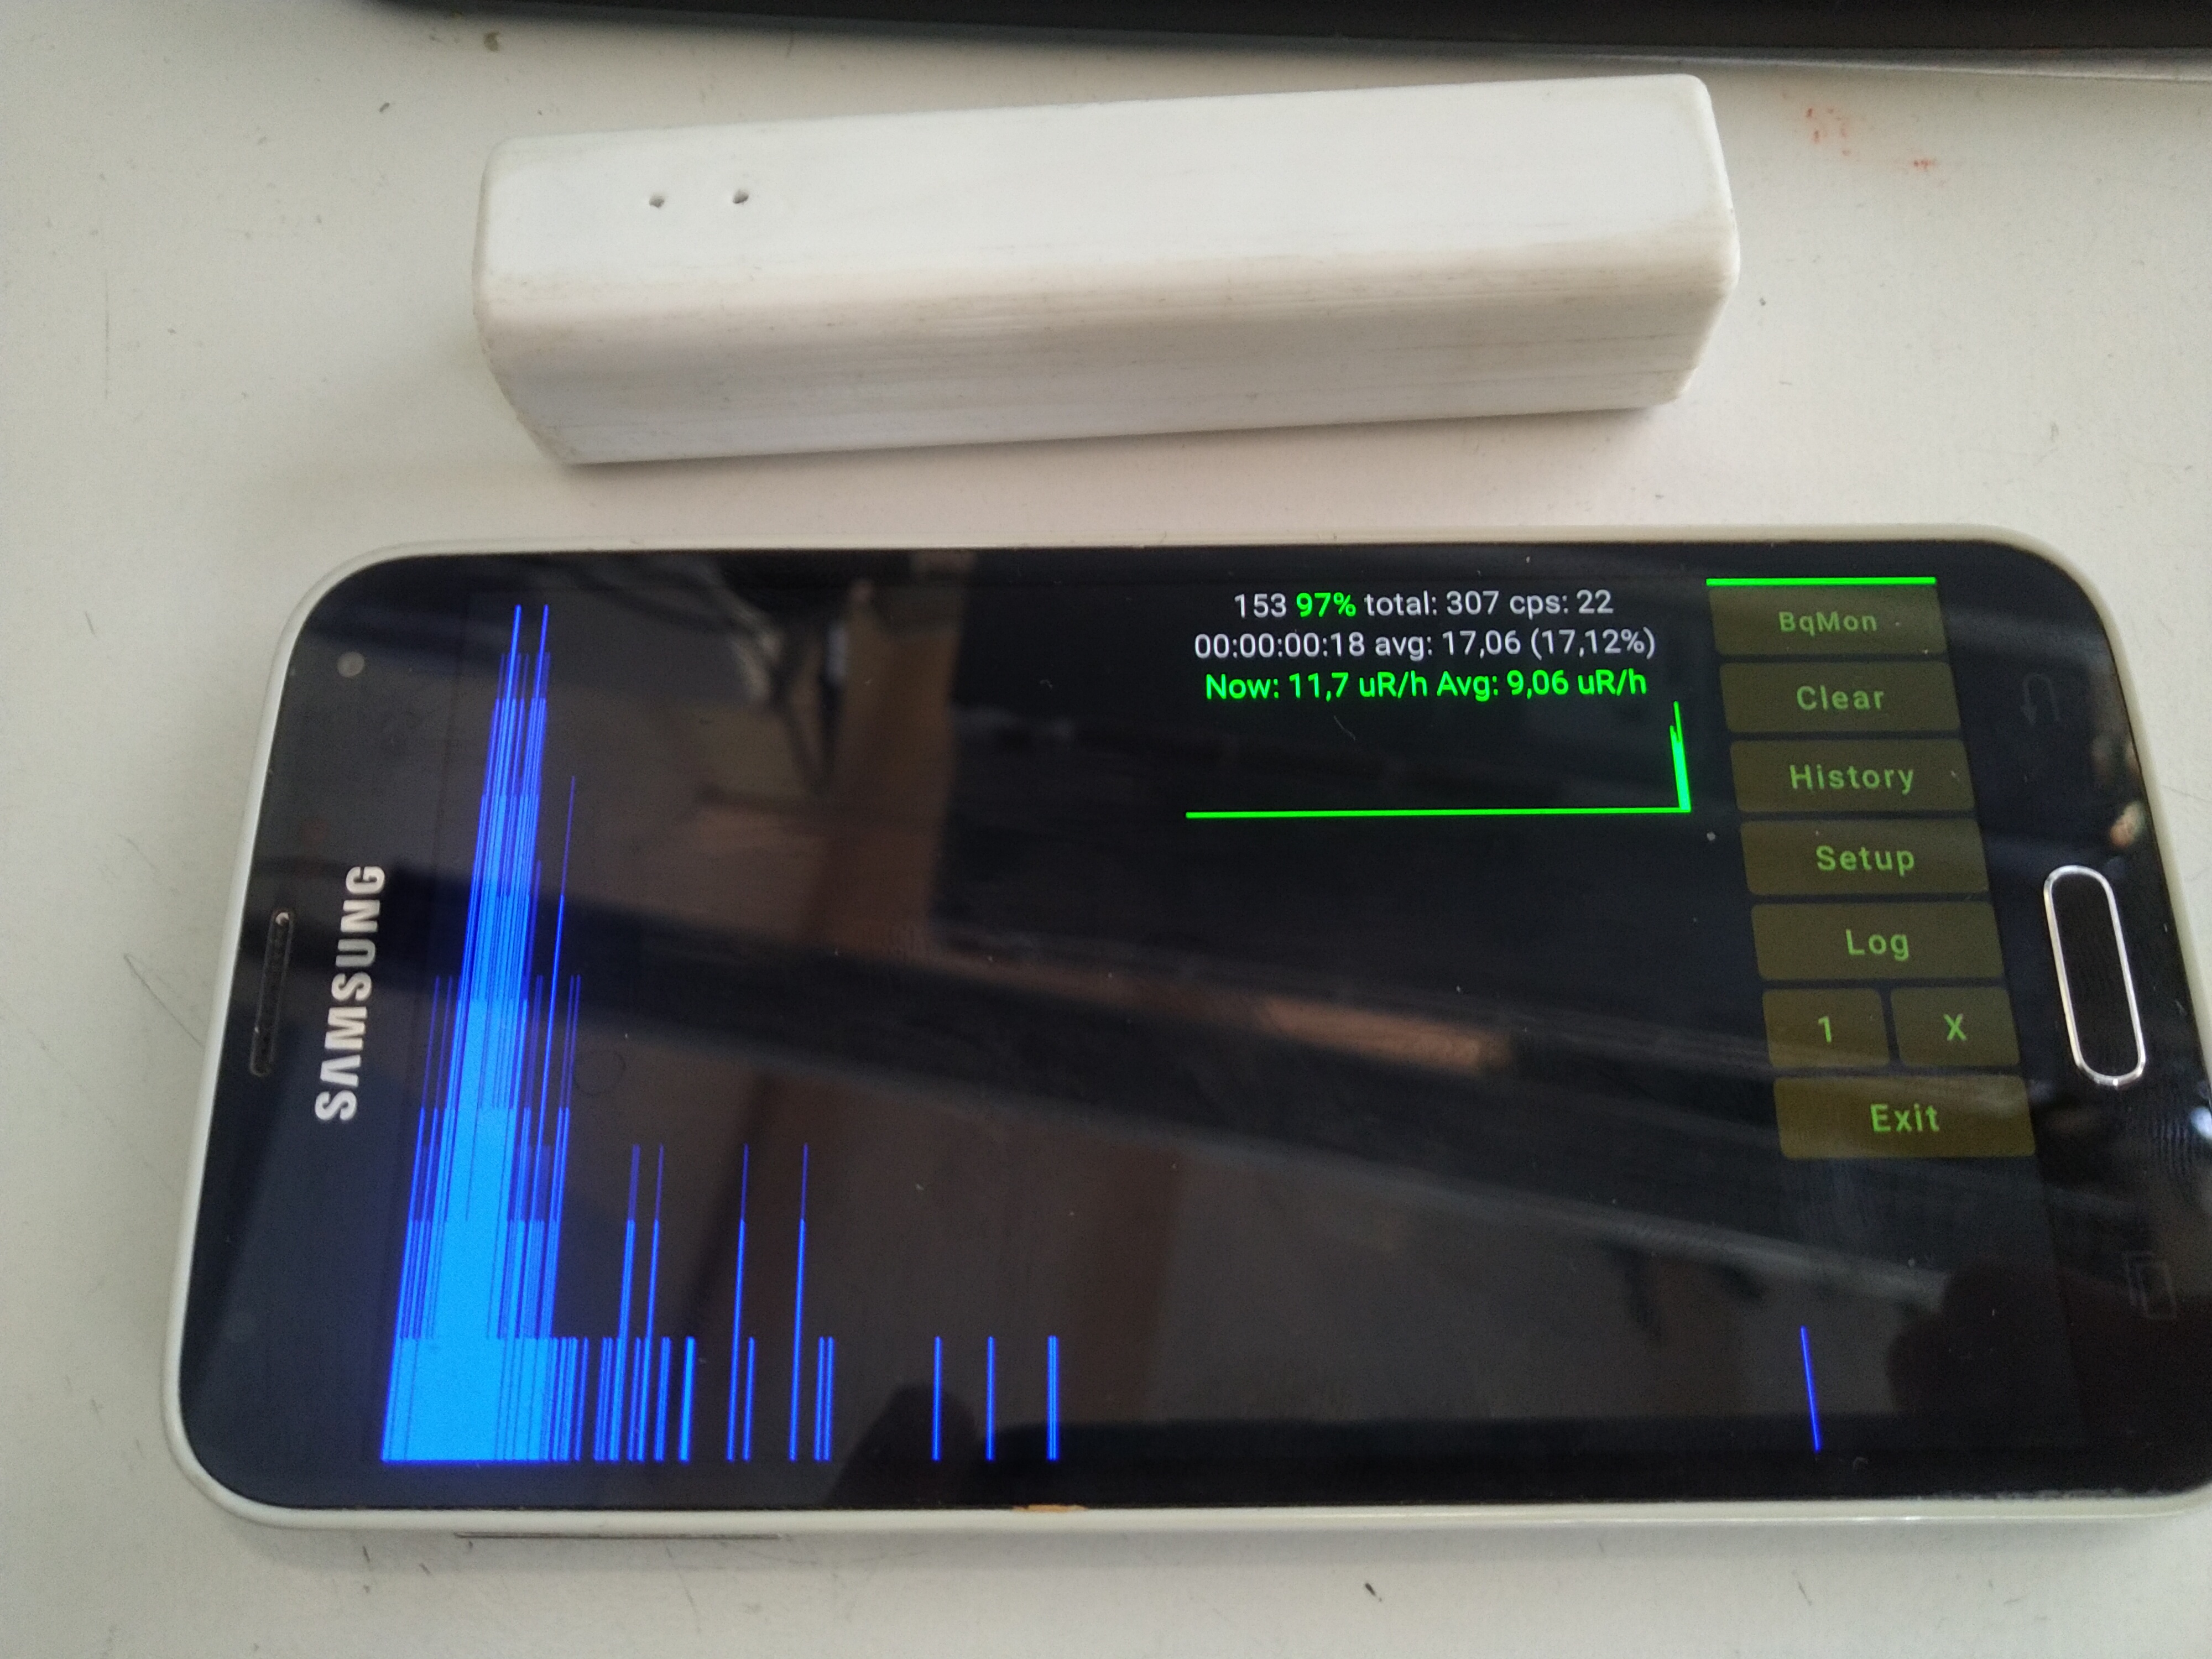 SAMSUNG
153 97% total: 307 cps: 22
00:00:00:18 avg: 17,06 (17,12%)
Now: 11,7 uR/h Avg: 9,06 uR/h
BqMon
Clear
History
Setup
Log
1 X
Exit